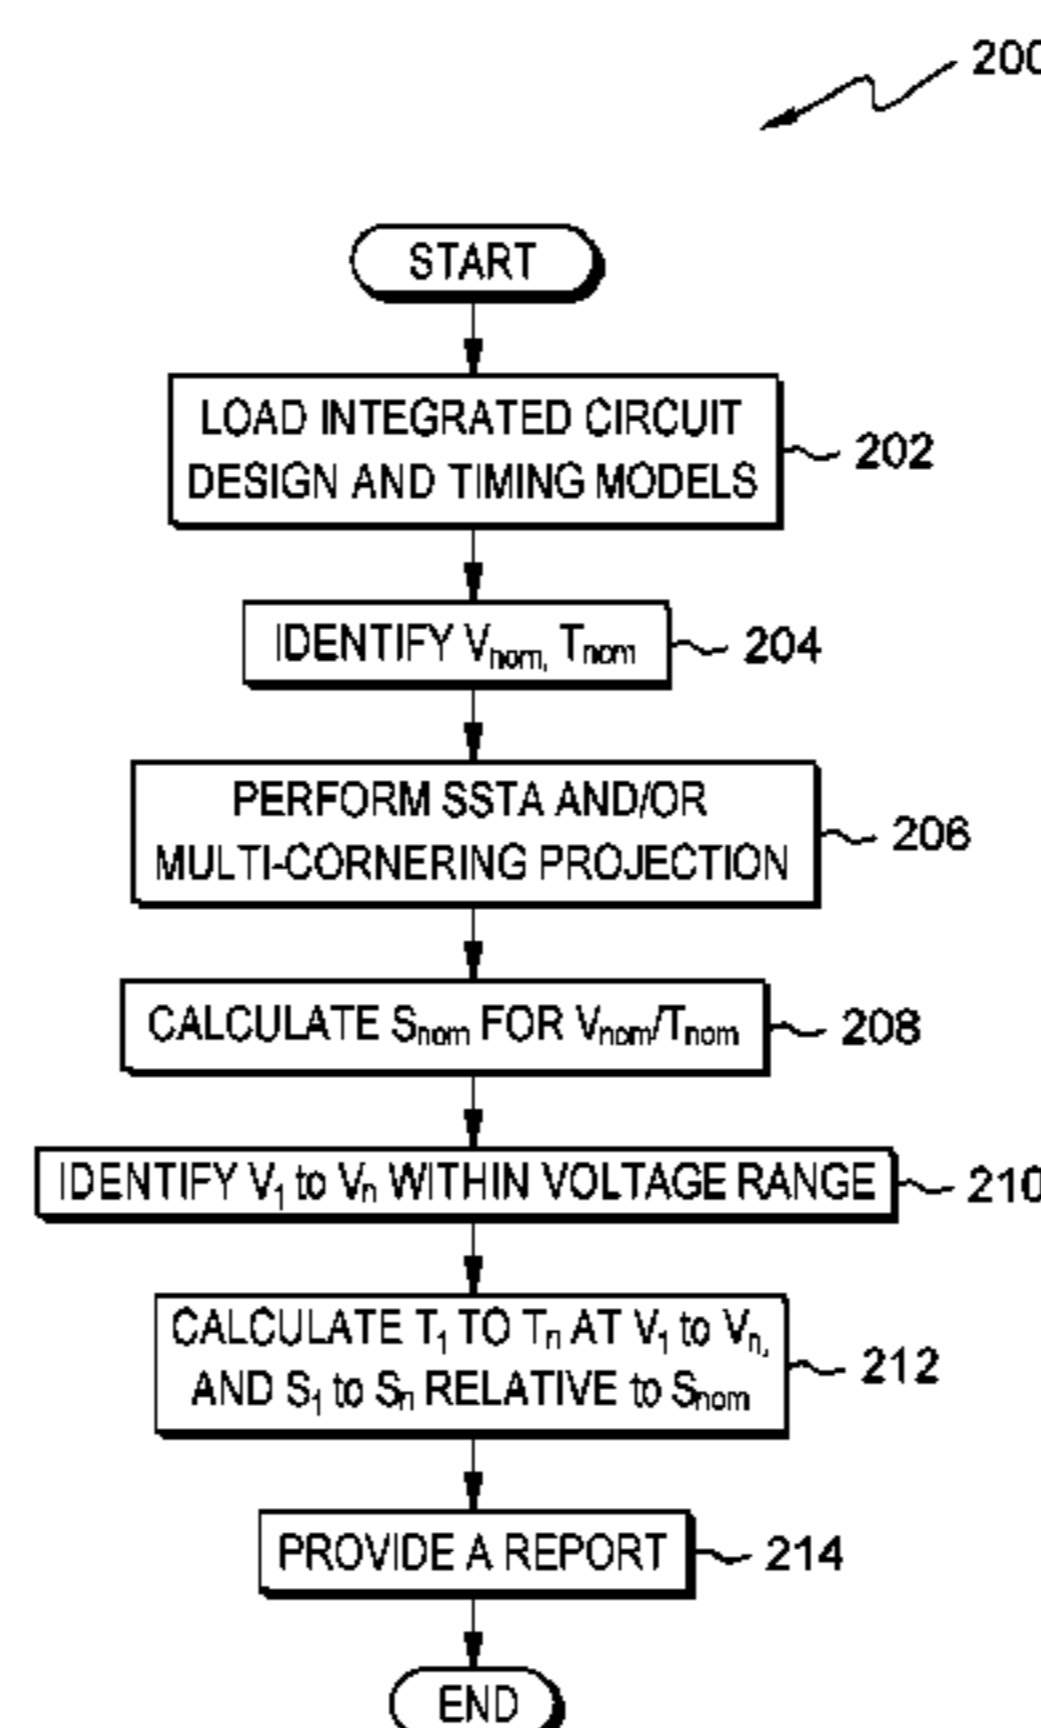 200
START
LOAD INTEGRATED CIRCUIT
DESIGN AND TIMING MODELS
202
IDENTIFY Vnom, Tnom
204
PERFORM SSTA AND/OR
MULTI-CORNERING PROJECTION
206
CALCULATE Snom FOR Vnom/Tnom
208
IDENTIFY V1 to Vn WITHIN VOLTAGE RANGE
210
CALCULATE T1 TO Tn AT V1 to Vn,
AND S1 to Sn RELATIVE to Snom
212
PROVIDE A REPORT
214
END